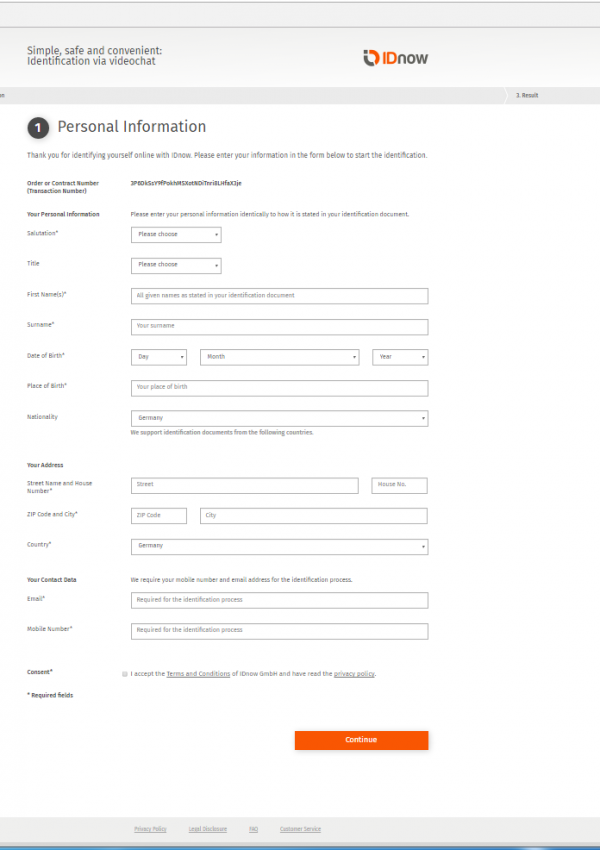 Simple, safe and convenient:
Identification via videochat
IDnow
on
3. Result
1 Personal Information
Thank you for identifying yourself online with IDnow. Please enter your information in the form below to start the identification.
Order or Contract Number
(Transaction Number)
Your Personal Information Please enter your personal information identically to how it is stated in your identification document.
Salutation* Please choose
Title Please choose
First Name(s)* All given names as stated in your identification document
Surname* Your surname
Date of Birth* Day Month Year
Place of Birth* Your place of birth
Nationality Germany
We support identification documents from the following countries.
Your Address
Street Name and House
Number*
Street House No.
ZIP Code and City* ZIP Code City
Country* Germany
Your Contact Data We require your mobile number and email address for the identification process.
Email* Required for the identification process
Mobile Number* Required for the identification process
Consent* I accept the Terms and Conditions of IDnow GmbH and have read the privacy policy.
* Required fields
Continue
Privacy Policy Legal Disclosure FAQ Customer Service